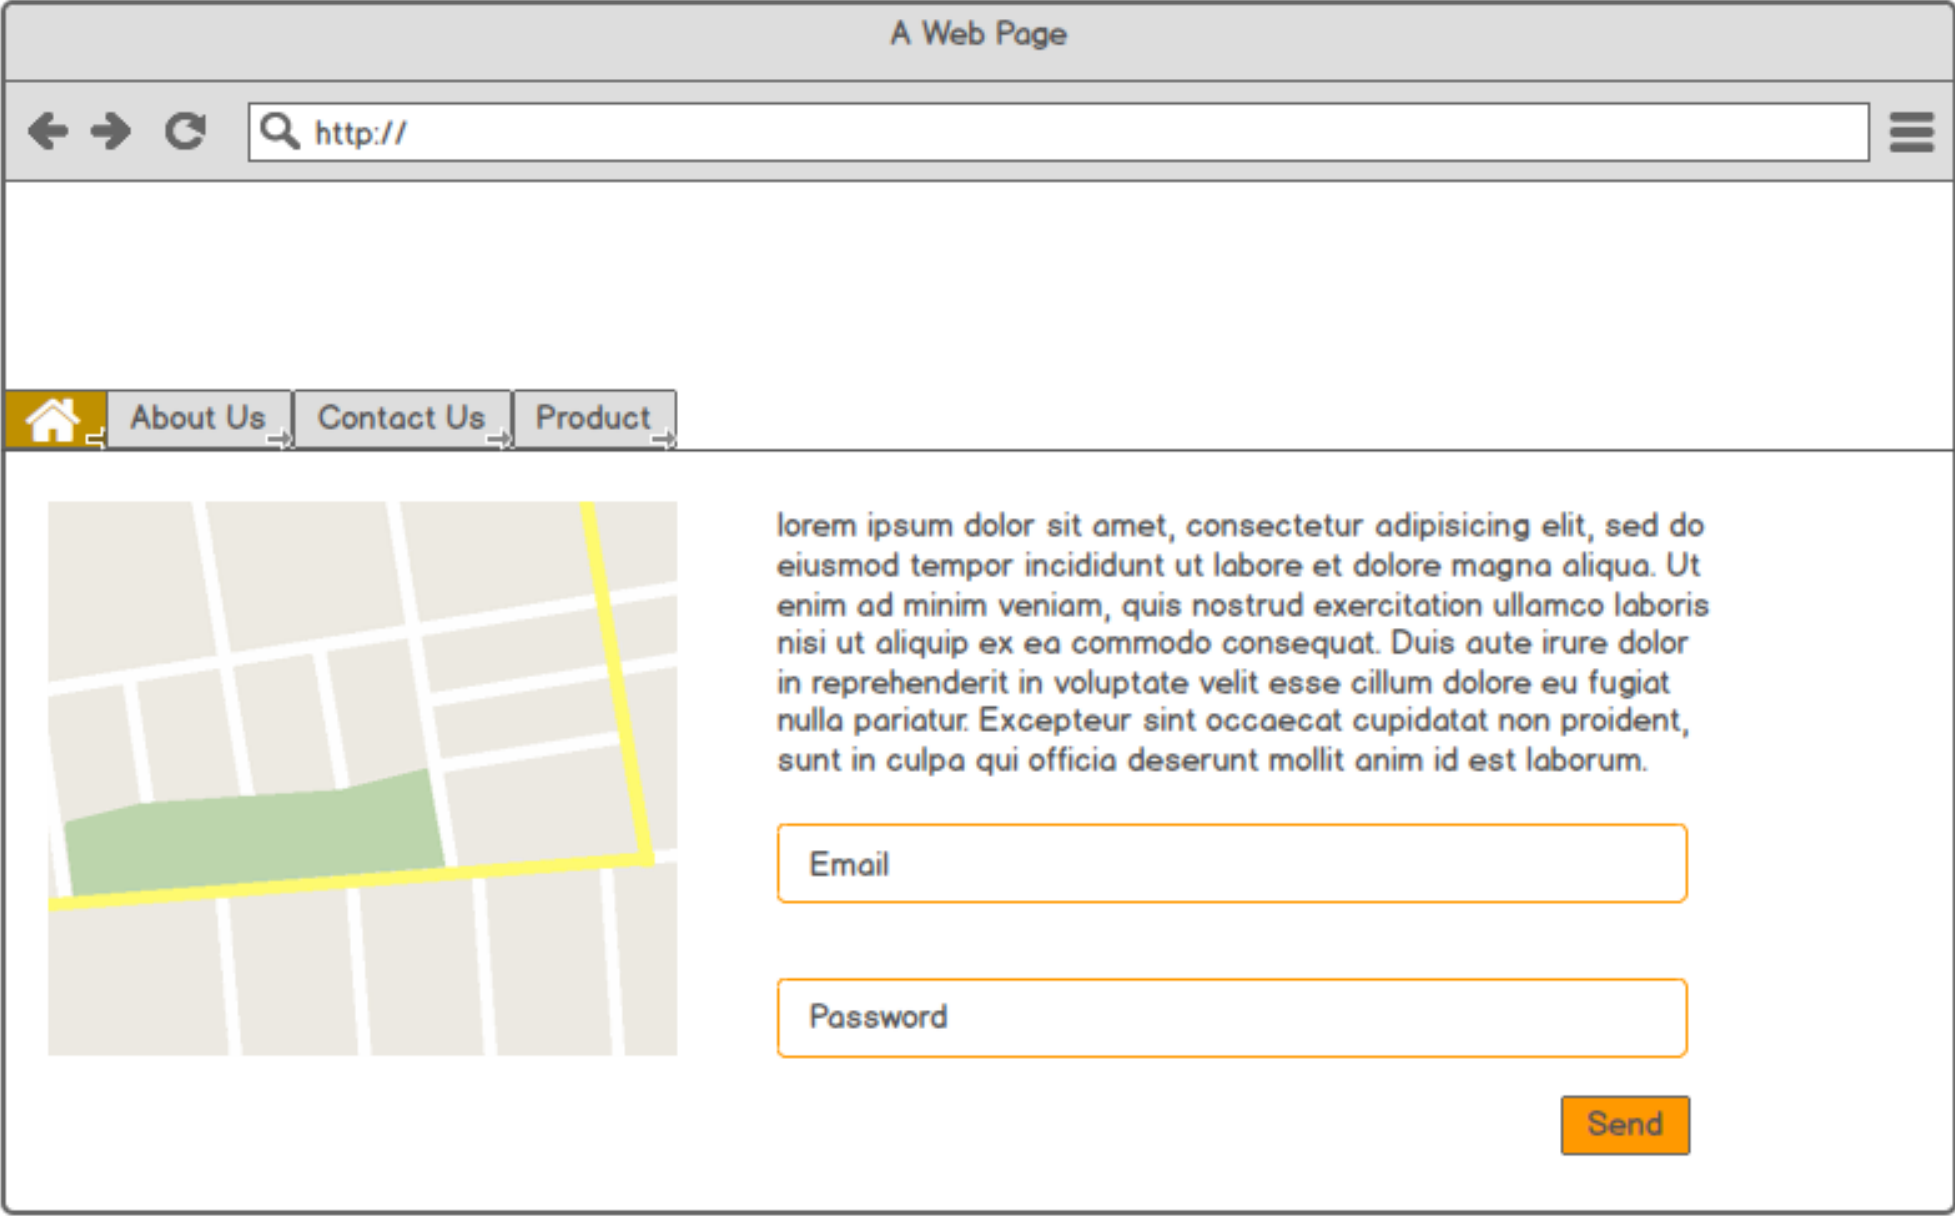 A Web Page
http://
About Us
Contact Us
Product
lorem ipsum dolor sit amet, consectetur adipisicing elit, sed do
eiusmod tempor incididunt ut labore et dolore magna aliqua. Ut
enim ad minim veniam, quis nostrud exercitation ullamco laboris
nisi ut aliquip ex ea commodo consequat. Duis aute irure dolor
in reprehenderit in voluptate velit esse cillum dolore eu fugiat
nulla pariatur. Excepteur sint occaecat cupidatat non proident,
sunt in culpa qui officia deserunt mollit anim id est laborum.
Email
Password
Send